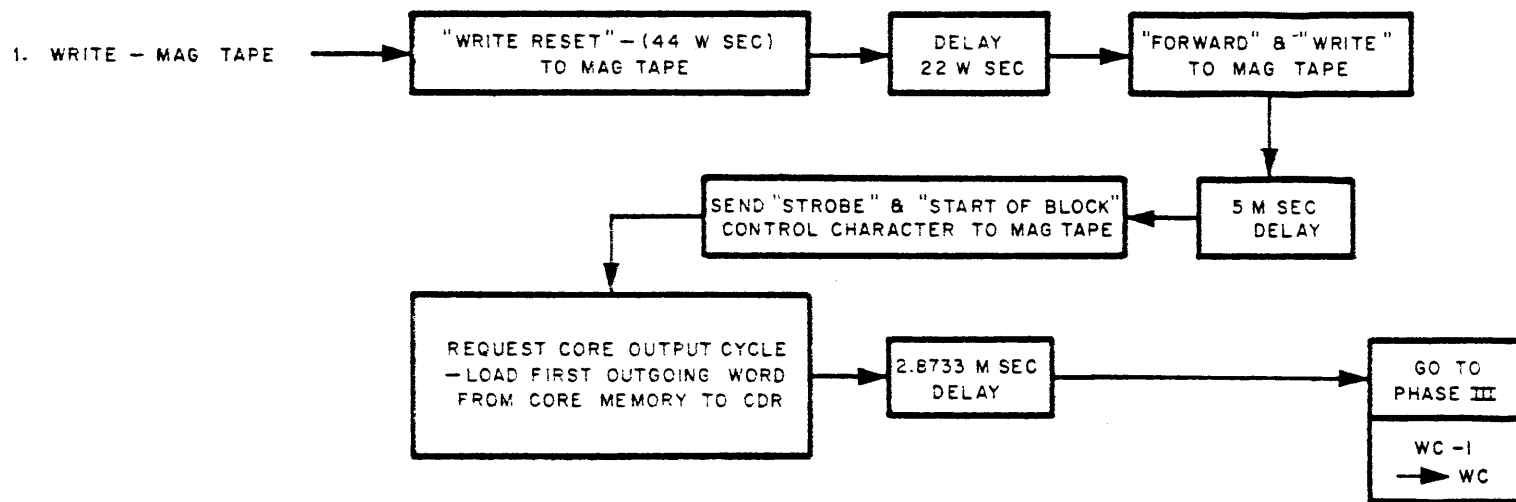 1. WRITE – MAG TAPE
"WRITE RESET" – (44 W SEC)
TO MAG TAPE
DELAY
22 W SEC
"FORWARD" & "WRITE"
TO MAG TAPE
5 M SEC
DELAY
SEND "STROBE" & "START OF BLOCK"
CONTROL CHARACTER TO MAG TAPE
REQUEST CORE OUTPUT CYCLE
– LOAD FIRST OUTGOING WORD
FROM CORE MEMORY TO CDR
2.8733 M SEC
DELAY
GO TO
PHASE III
WC -1
→ WC